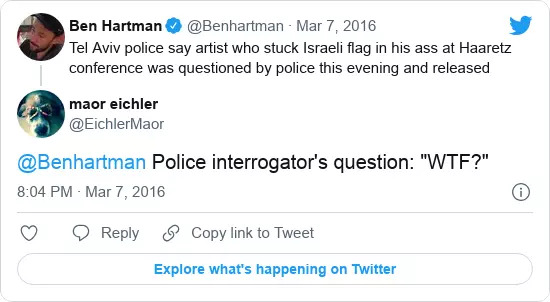 Ben Hartman @Benhartman · Mar 7, 2016
Tel Aviv police say artist who stuck Israeli flag in his ass at Haaretz
conference was questioned by police this evening and released
maor eichler
@EichlerMaor
@Benhartman Police interrogator's question: "WTF?"
8:04 PM · Mar 7, 2016
Reply
Copy link to Tweet
Explore what's happening on Twitter